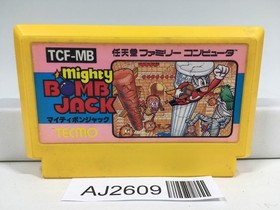 TCF-MB
任天堂 ファミリー コンピュータ
Mighty
BOMB
JACK
マイティボンジャック
TECMO
AJ2609